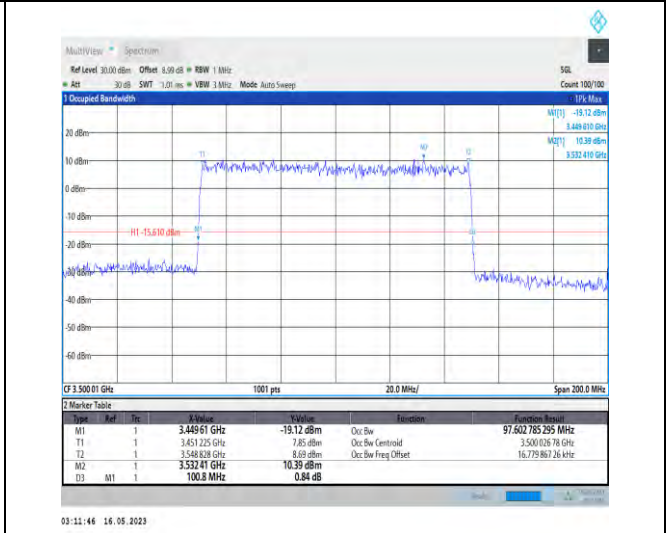 MultiView Spectrum
Ref Level 30.00 dBm Offset 8.99 dB RBW 1 MHz SGL
Att 30 dB SWT 1.01 ms VBW 3 MHz Mode Auto Sweep Count 100/100
1 Occupied Bandwidth 1Pk Max
M1[1] -19.12 dBm
3.449 610 GHz
M2[1] 10.39 dBm
3.532 410 GHz
20 dBm
10 dBm
0 dBm
-10 dBm
H1 -15.610 dBm
-20 dBm
-30 dBm
-40 dBm
-50 dBm
-60 dBm
T1
M2
T2
M1
D3
CF 3.500 01 GHz 1001 pts 20.0 MHz/ Span 200.0 MHz
2 Marker Table
Type Ref Trc X-Value Y-Value Function Function Result
M1 1 3.449 61 GHz -19.12 dBm Occ Bw 97.602 785 295 MHz
T1 1 3.451 225 GHz 7.85 dBm Occ Bw Centroid 3.500 026 78 GHz
T2 1 3.548 828 GHz 8.69 dBm Occ Bw Freq Offset 16.779 867 26 kHz
M2 1 3.532 41 GHz 10.39 dBm
D3 M1 1 100.8 MHz 0.84 dB
03:11:46 16.05.2023